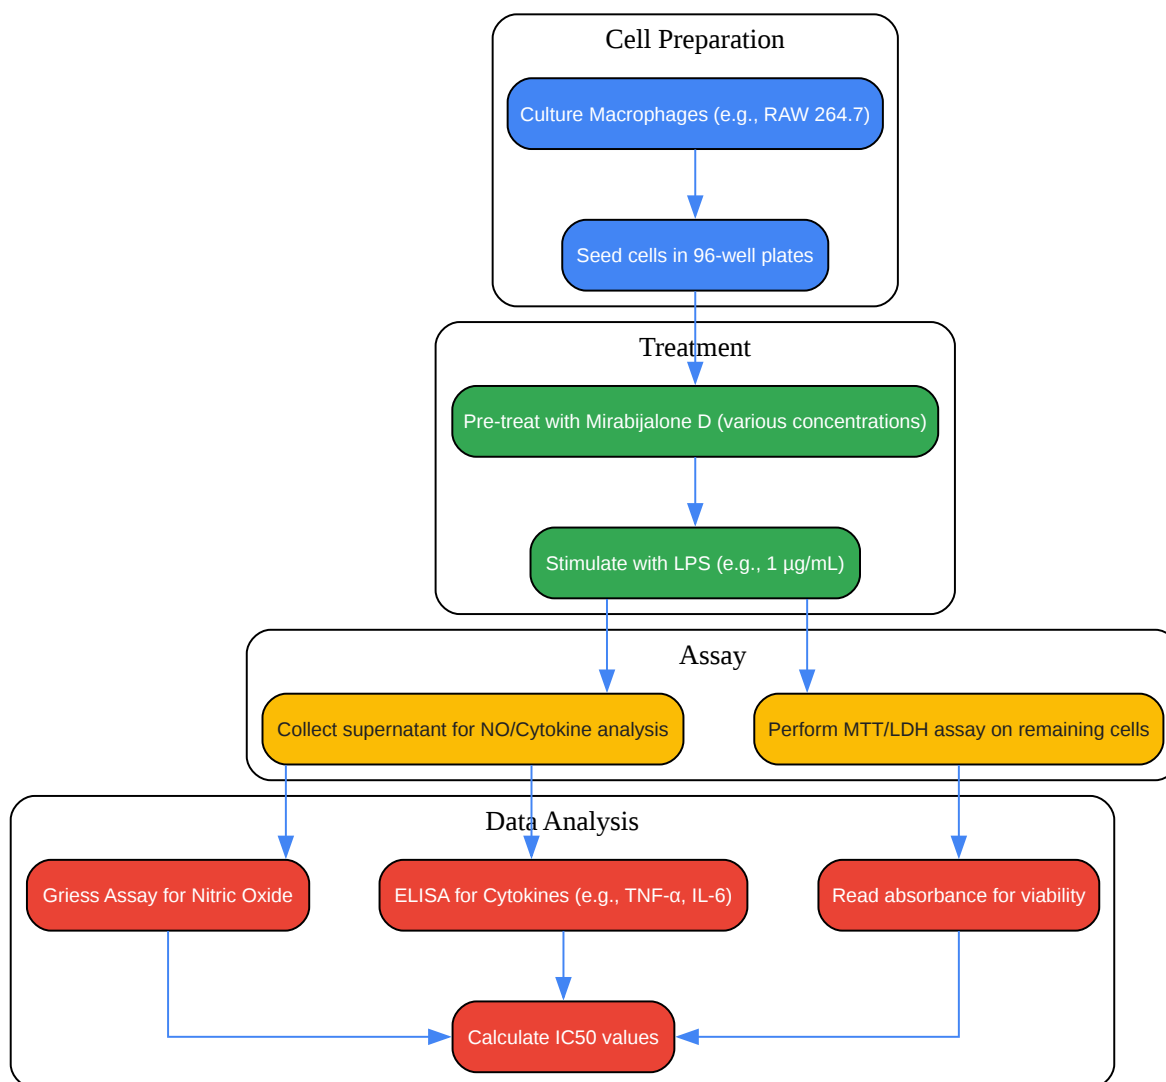 Cell Preparation
Culture Macrophages (e.g., RAW 264.7)
Seed cells in 96-well plates
Treatment
Pre-treat with Mirabijalone D (various concentrations)
Stimulate with LPS (e.g., 1 µg/mL)
Assay
Collect supernatant for NO/Cytokine analysis
Perform MTT/LDH assay on remaining cells
Data Analysis
Griess Assay for Nitric Oxide
ELISA for Cytokines (e.g., TNF-α, IL-6)
Read absorbance for viability
Calculate IC50 values